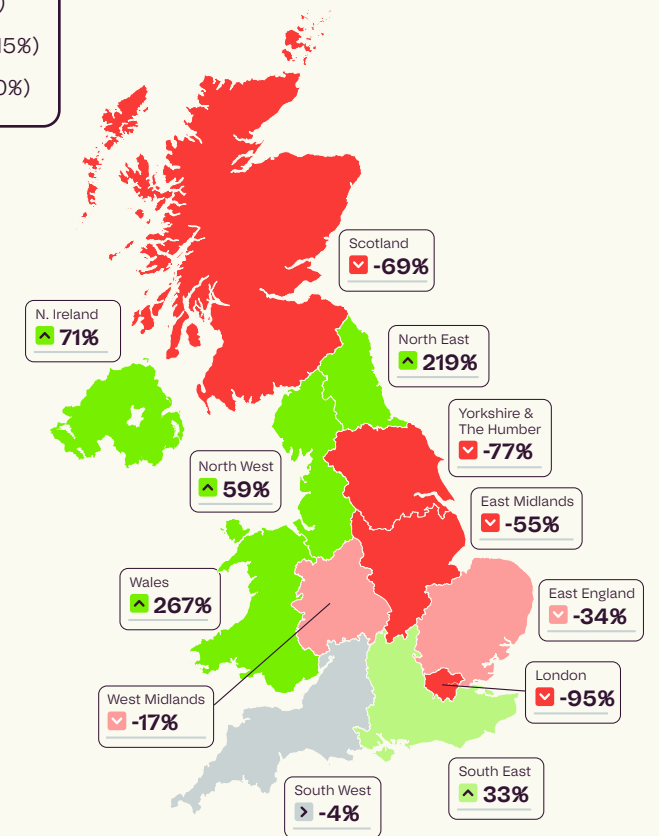 )
15%)
0%)
Scotland
-69%
N. Ireland
71%
North East
219%
Yorkshire &
The Humber
-77%
North West
59%
East Midlands
-55%
Wales
267%
East England
-34%
London
-95%
West Midlands
-17%
South East
33%
South West
-4%